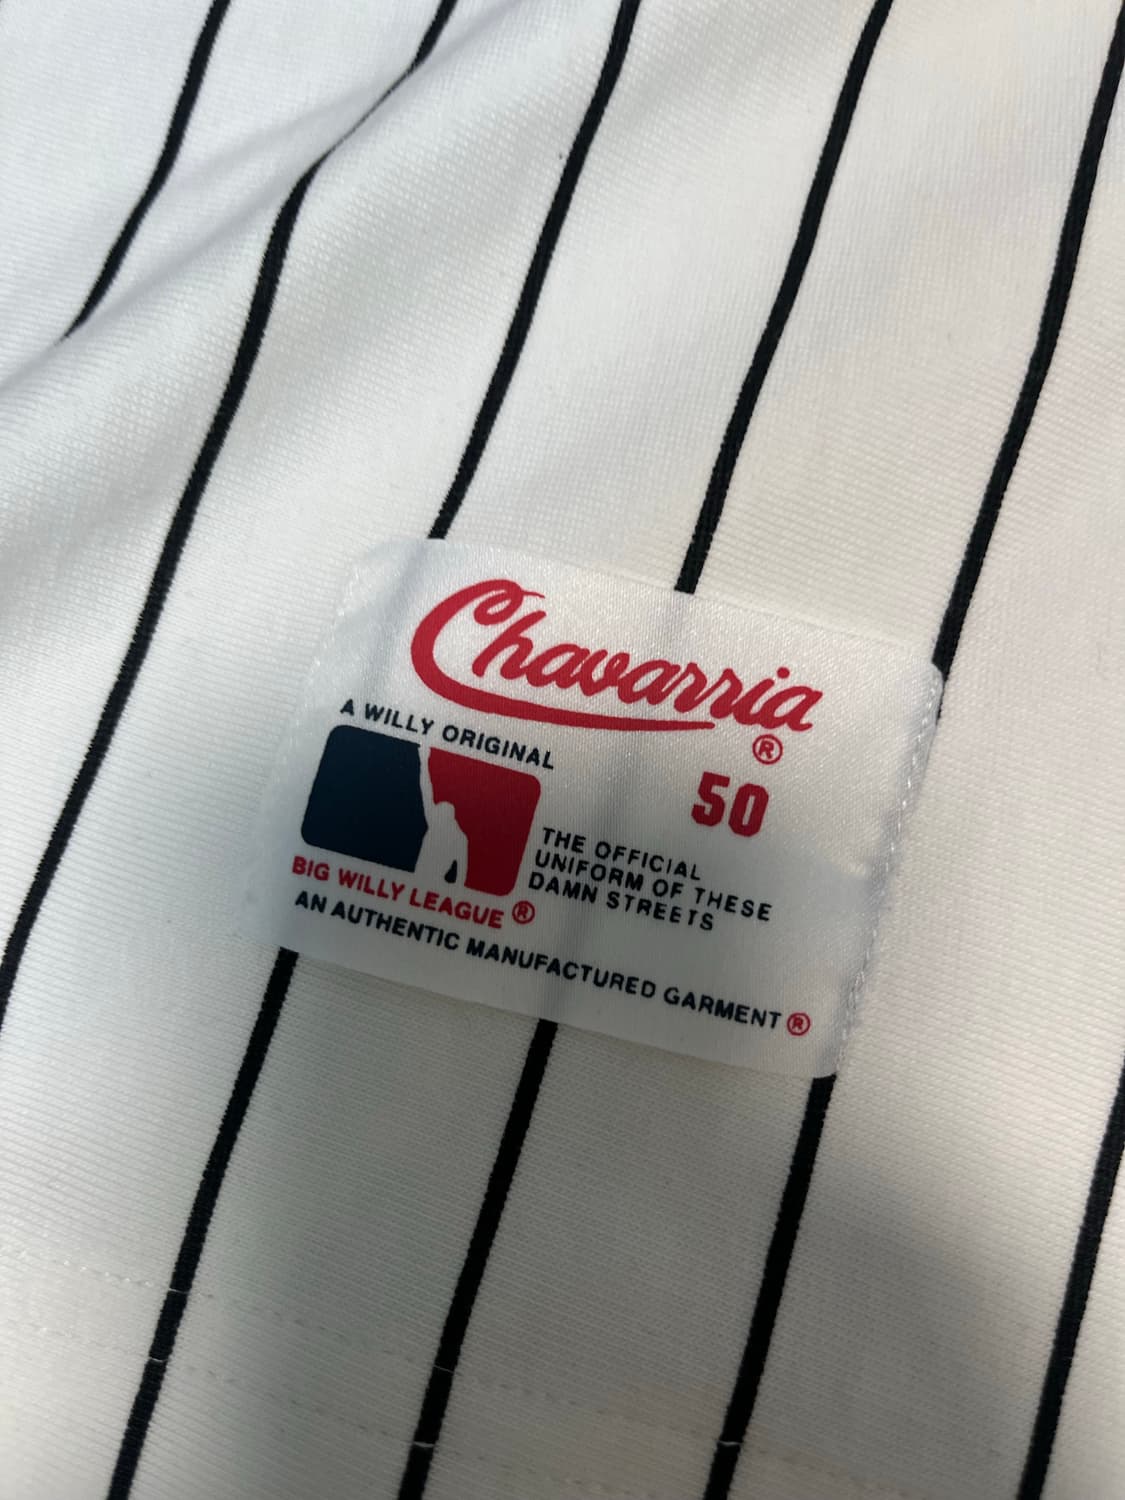 Chavarria
®
A WILLY ORIGINAL
50
THE OFFICIAL
UNIFORM OF THESE
DAMN STREETS
BIG WILLY LEAGUE ®
AN AUTHENTIC MANUFACTURED GARMENT ®